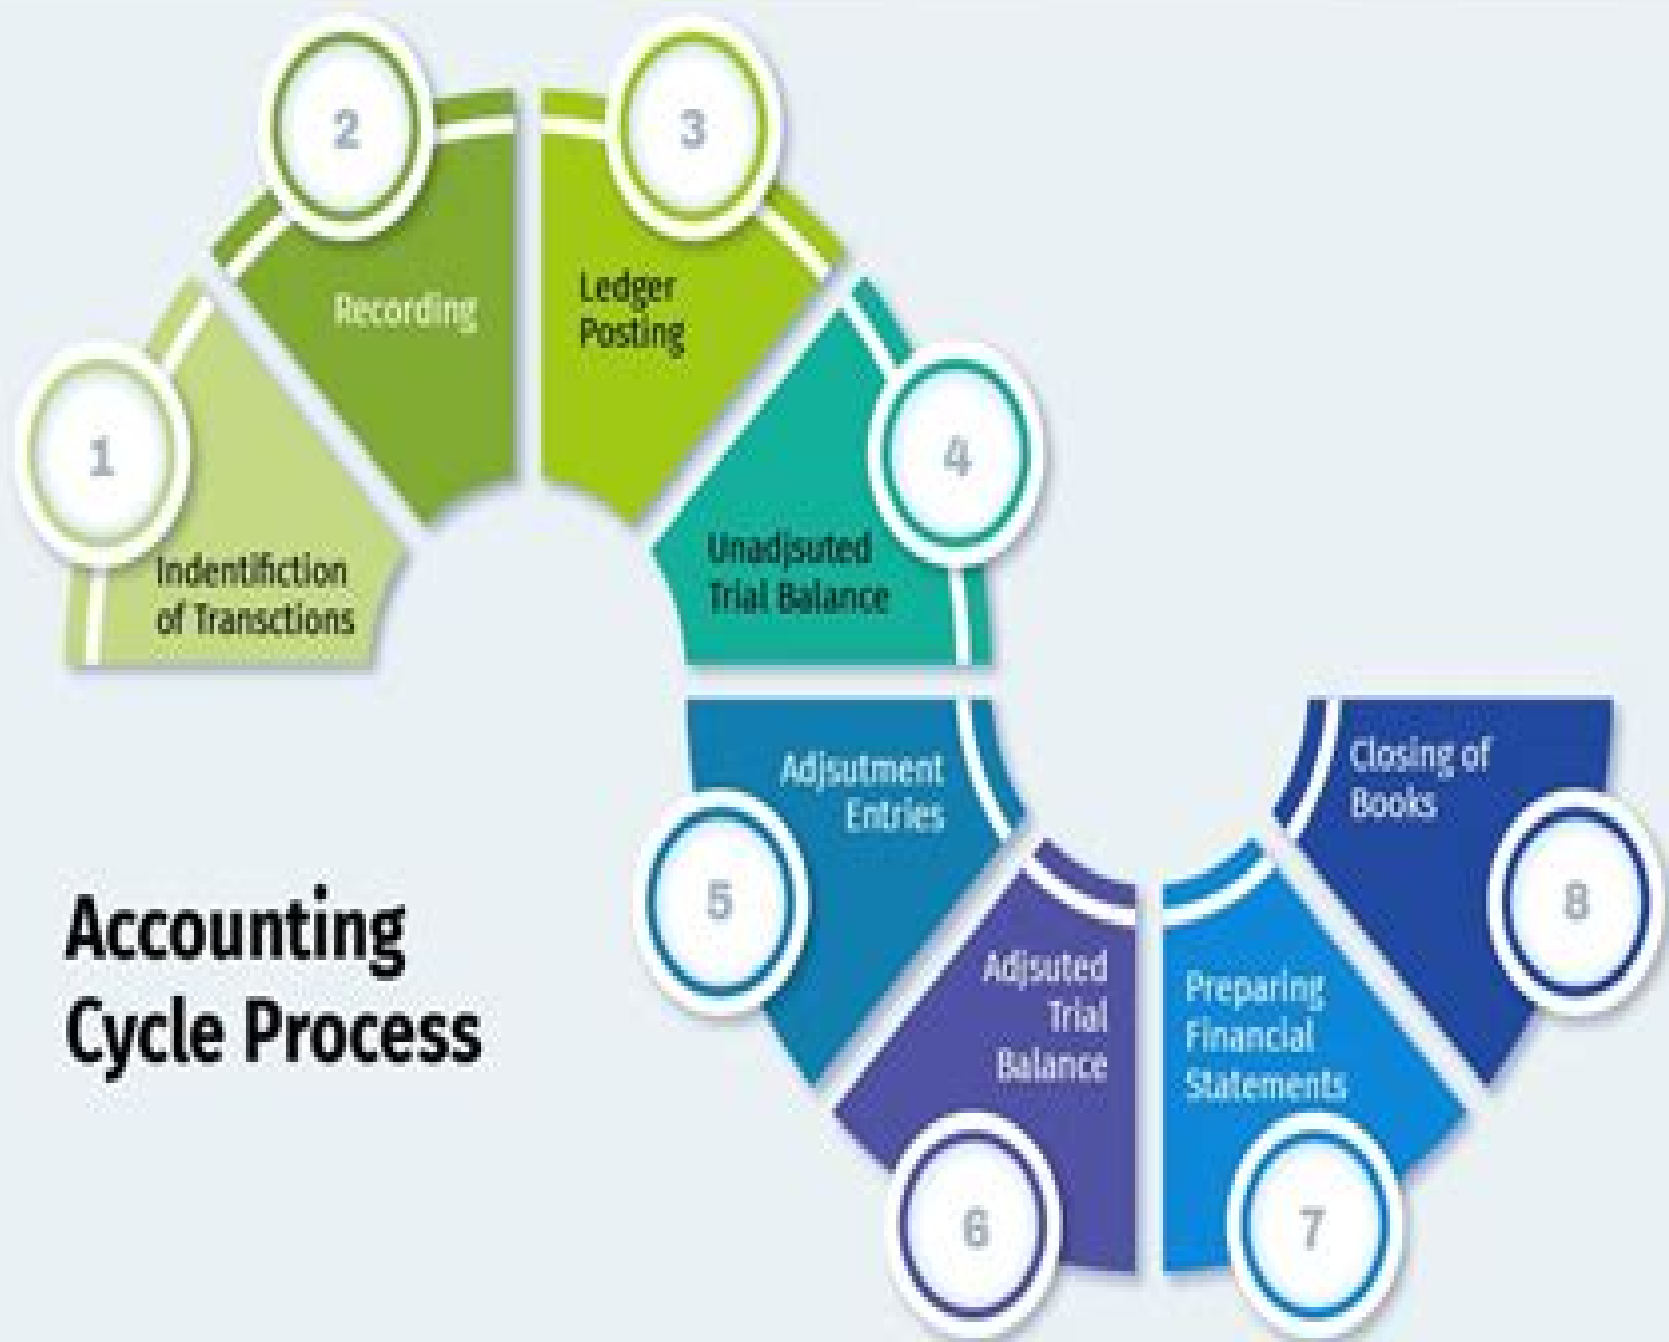 1
Indentifiction
of Transctions
2
Recording
3
Ledger
Posting
4
Unadjsuted
Trial Balance
5
Adjsutment
Entries
6
Adjsuted
Trial
Balance
7
Preparing
Financial
Statements
8
Closing of
Books
Accounting
Cycle Process